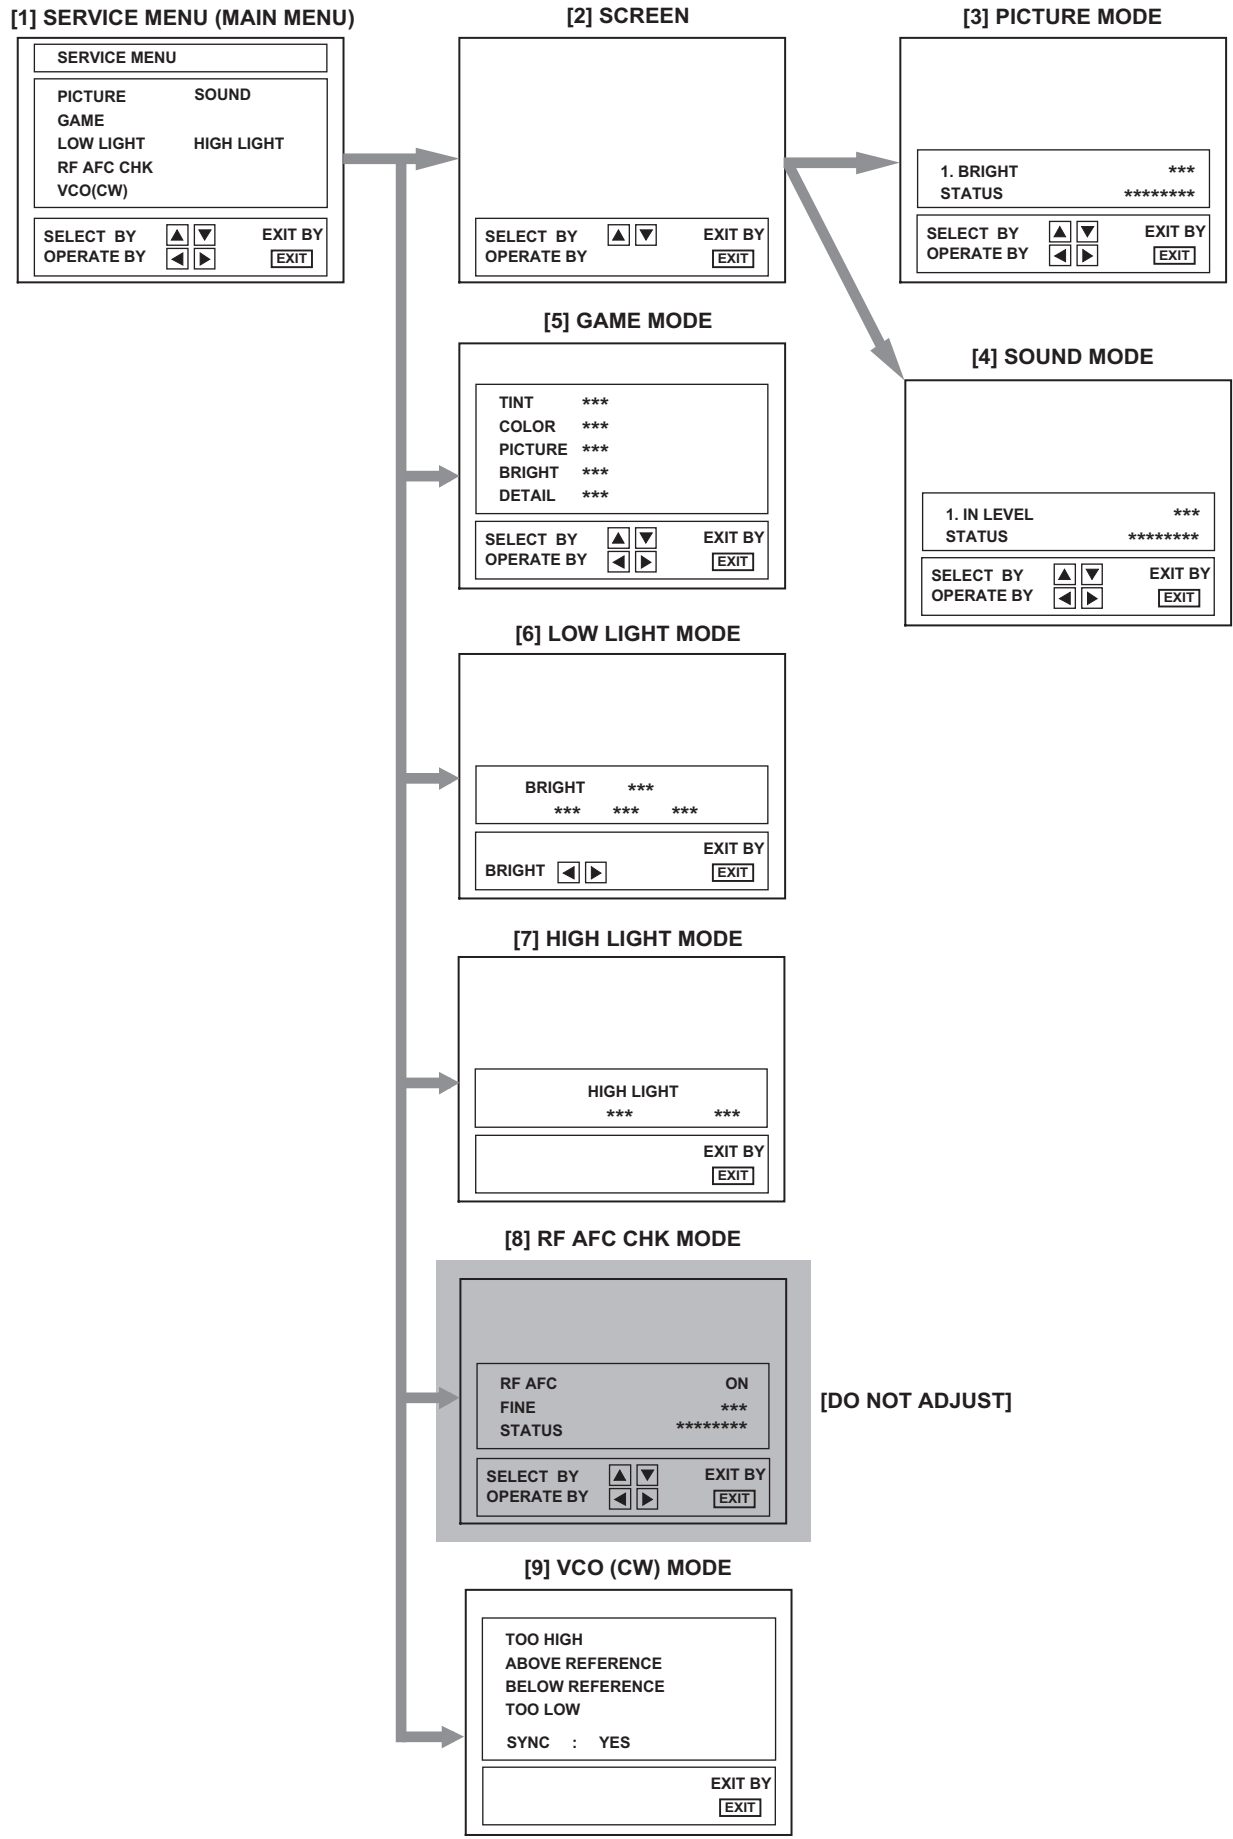 [1] SERVICE MENU (MAIN MENU)
SERVICE MENU
PICTURE SOUND
GAME
LOW LIGHT HIGH LIGHT
RF AFC CHK
VCO(CW)
SELECT BY EXIT BY
OPERATE BY EXIT
[2] SCREEN
SELECT BY EXIT BY
OPERATE BY EXIT
[3] PICTURE MODE
1. BRIGHT ***
STATUS ********
SELECT BY EXIT BY
OPERATE BY EXIT
[4] SOUND MODE
1. IN LEVEL ***
STATUS ********
SELECT BY EXIT BY
OPERATE BY EXIT
[5] GAME MODE
TINT ***
COLOR ***
PICTURE ***
BRIGHT ***
DETAIL ***
SELECT BY EXIT BY
OPERATE BY EXIT
[6] LOW LIGHT MODE
BRIGHT ***
*** *** ***
EXIT BY
BRIGHT EXIT
[7] HIGH LIGHT MODE
HIGH LIGHT
*** ***
EXIT BY
EXIT
[8] RF AFC CHK MODE
RF AFC ON
FINE ***
STATUS ********
SELECT BY EXIT BY
OPERATE BY EXIT
[DO NOT ADJUST]
[9] VCO (CW) MODE
TOO HIGH
ABOVE REFERENCE
BELOW REFERENCE
TOO LOW
SYNC : YES
EXIT BY
EXIT